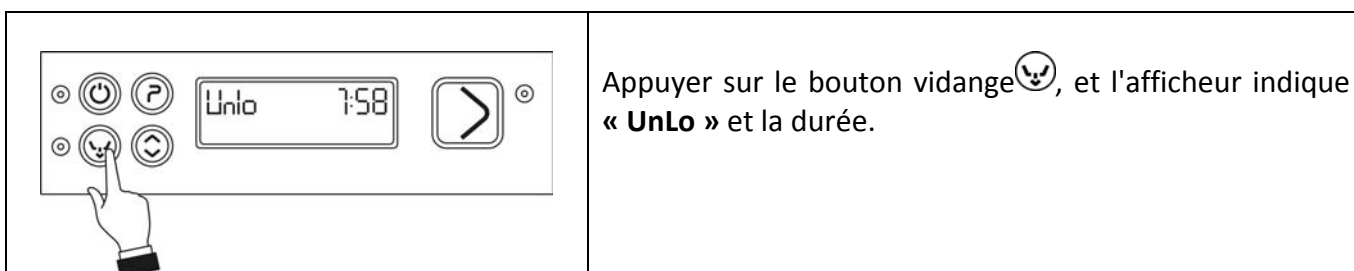 Unlo 7:58
Appuyer sur le bouton vidange, et l'afficheur indique
« UnLo » et la durée.